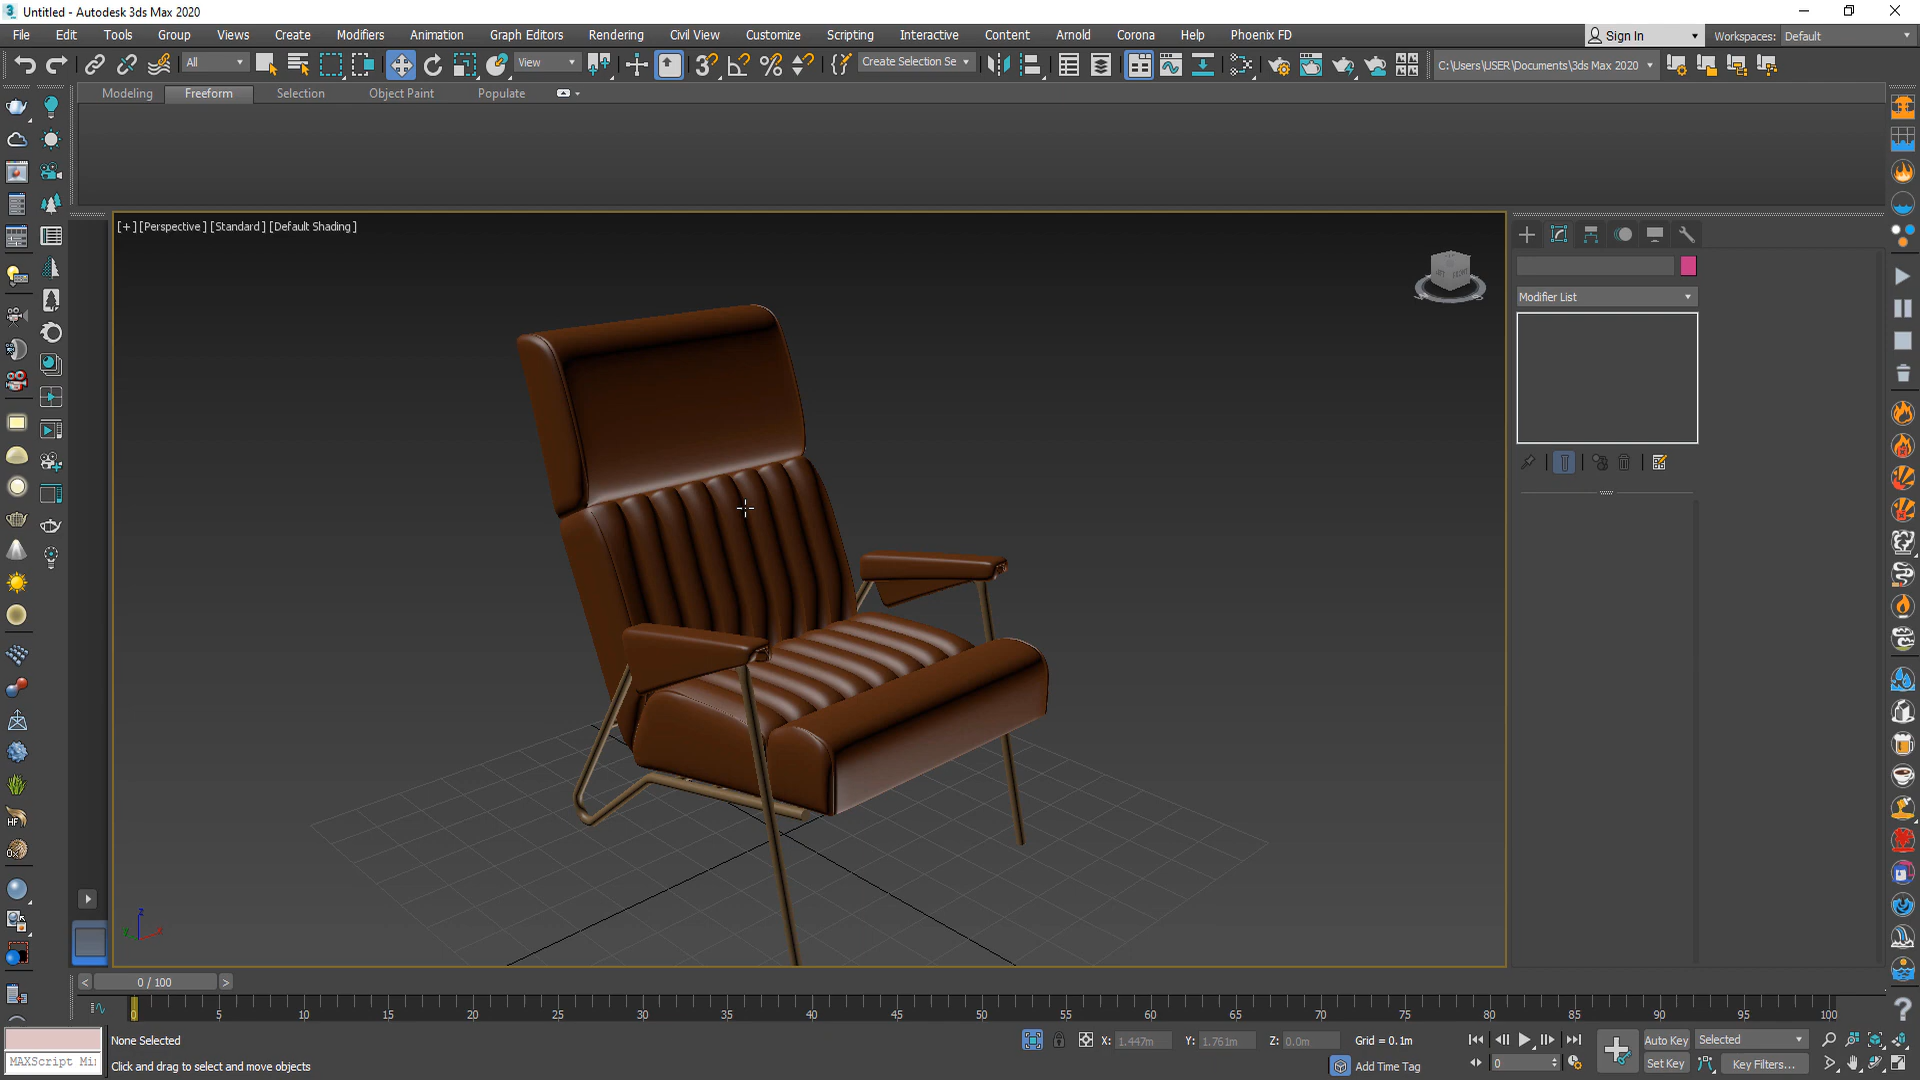 Untitled - Autodesk 3ds Max 2020
File Edit Tools Group Views Create Modifiers Animation Graph Editors Rendering Civil View Customize Scripting Interactive Content Arnold Corona Help Phoenix FD
Sign In
Workspaces: Default
All
View
Create Selection Se
C:\Users\USER\Documents\3ds Max 2020
Modeling Freeform Selection Object Paint Populate
[+] [Perspective] [Standard] [Default Shading]
Modifier List
HF
0 / 100
0 5 10 15 20 25 30 35 40 45 50 55 60 65 70 75 80 85 90 95 100
None Selected
X: 1.447m Y: 1.761m Z: 0.0m Grid = 0.1m
Auto Key Selected
MAXScript Mi
Click and drag to select and move objects
Add Time Tag
0
Set Key Key Filters...